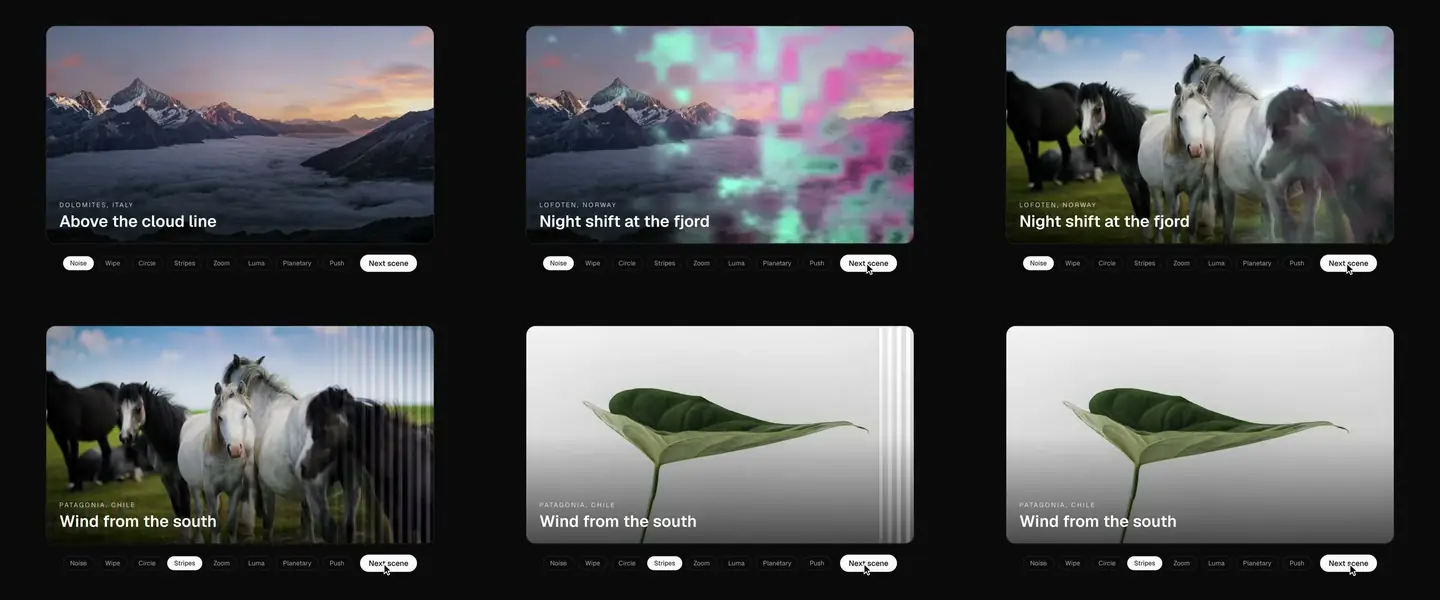 DOLOMITES, ITALY
Above the cloud line
Noise Wipe Circle Stripes Zoom Luma Planetary Push Next scene
LOFOTEN, NORWAY
Night shift at the fjord
Noise Wipe Circle Stripes Zoom Luma Planetary Push Next scene
LOFOTEN, NORWAY
Night shift at the fjord
Noise Wipe Circle Stripes Zoom Luma Planetary Push Next scene
PATAGONIA, CHILE
Wind from the south
Noise Wipe Circle Stripes Zoom Luma Planetary Push Next scene
PATAGONIA, CHILE
Wind from the south
Noise Wipe Circle Stripes Zoom Luma Planetary Push Next scene
PATAGONIA, CHILE
Wind from the south
Noise Wipe Circle Stripes Zoom Luma Planetary Push Next scene